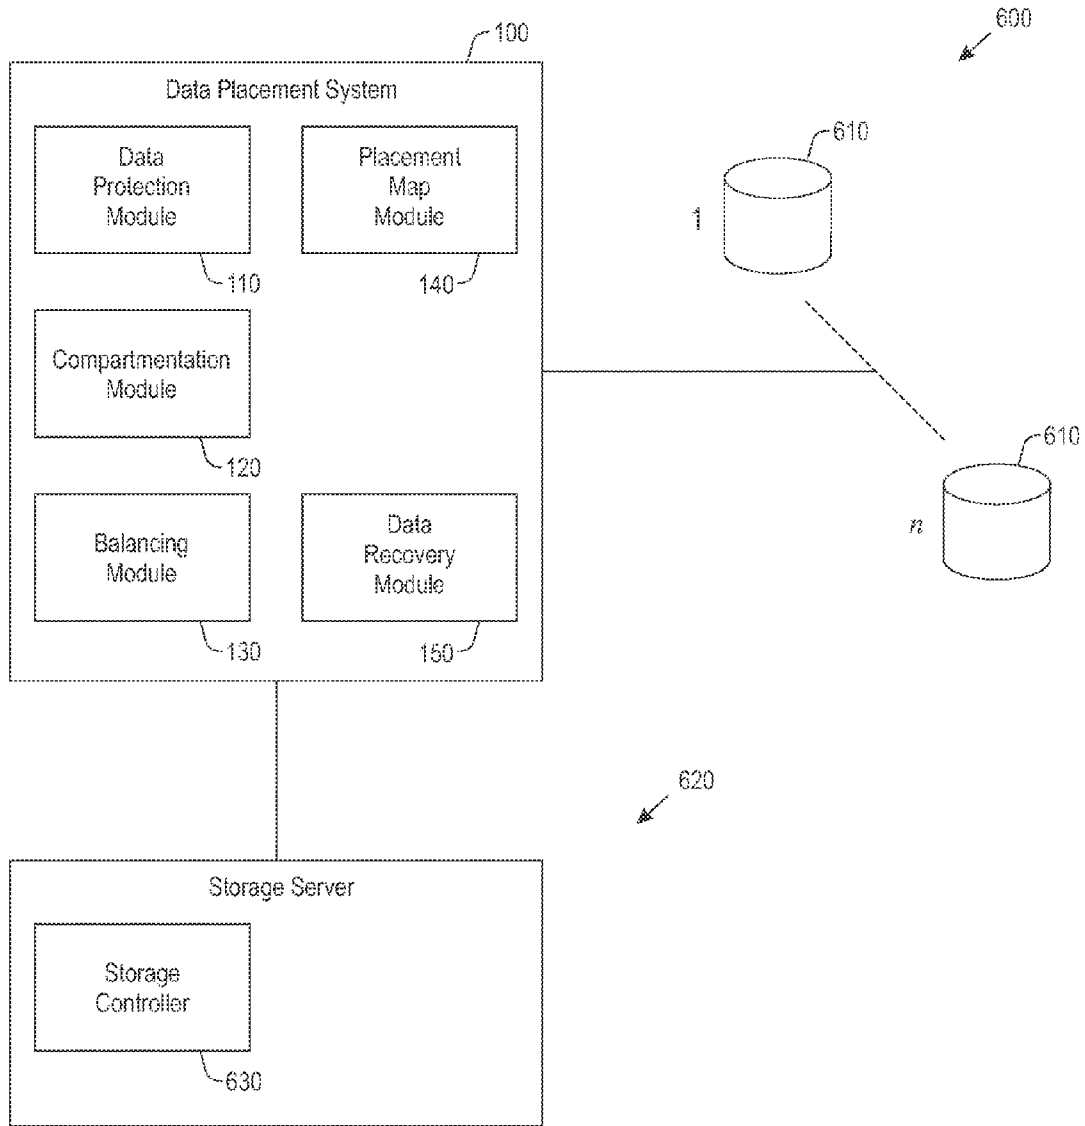 600
100
Data Placement System
610
Data
Protection
Module
Placement
Map
Module
1
110
140
Compartmentation
Module
120
610
n
Balancing
Module
Data
Recovery
Module
130
150
620
Storage Server
Storage
Controller
630